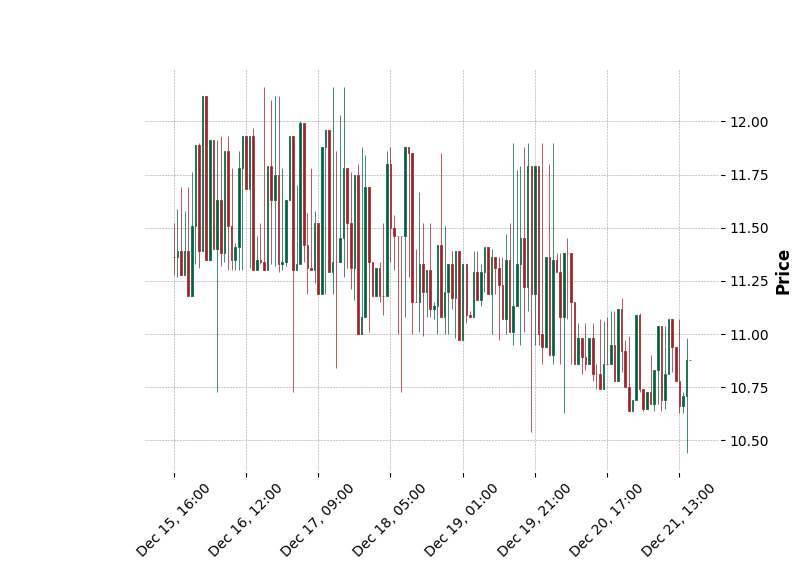 12.00
11.75
11.50
11.25
11.00
10.75
10.50
Price
Dec 15, 16:00
Dec 16, 12:00
Dec 17, 09:00
Dec 18, 05:00
Dec 19, 01:00
Dec 19, 21:00
Dec 20, 17:00
Dec 21, 13:00